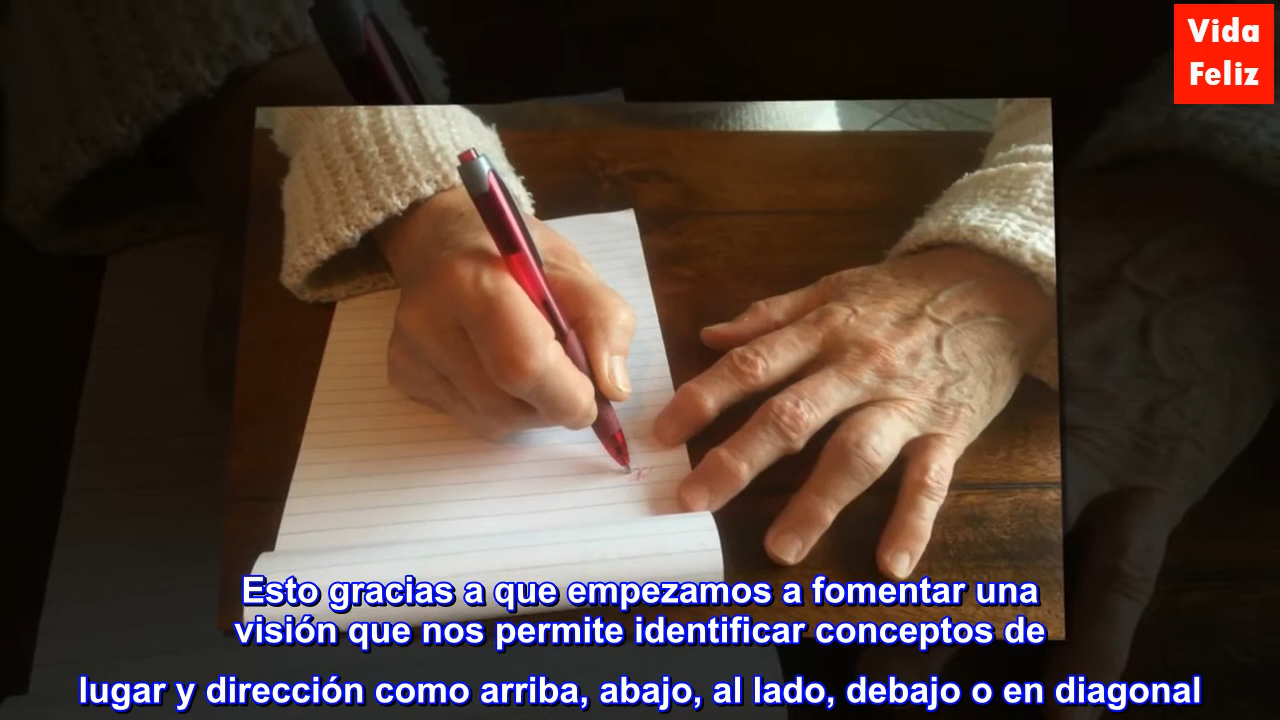 Vida
Feliz
Esto gracias a que empezamos a fomentar una
visión que nos permite identificar conceptos de
lugar y dirección como arriba, abajo, al lado, debajo o en diagonal